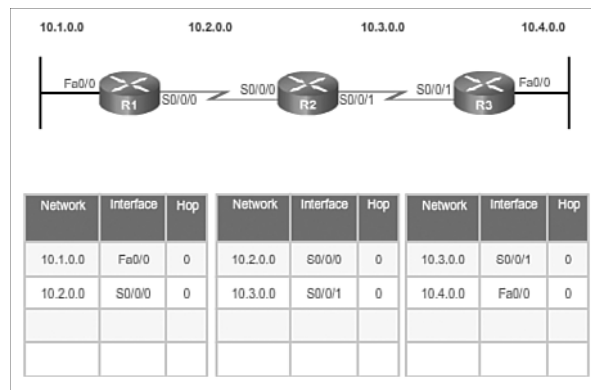 10.1.0.0 10.2.0.0 10.3.0.0 10.4.0.0
Fa0/0 S0/0/0 S0/0/0 S0/0/1 S0/0/1 Fa0/0
R1 R2 R3
Network Interface Hop Network Interface Hop Network Interface Hop
10.1.0.0 Fa0/0 0 10.2.0.0 S0/0/0 0 10.3.0.0 S0/0/1 0
10.2.0.0 S0/0/0 0 10.3.0.0 S0/0/1 0 10.4.0.0 Fa0/0 0